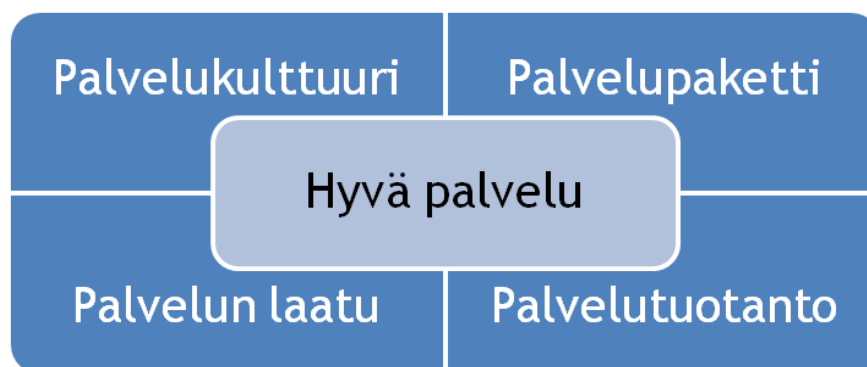 Palvelukulttuuri
Palvelupaketti
Hyvä palvelu
Palvelun laatu
Palvelutuotanto